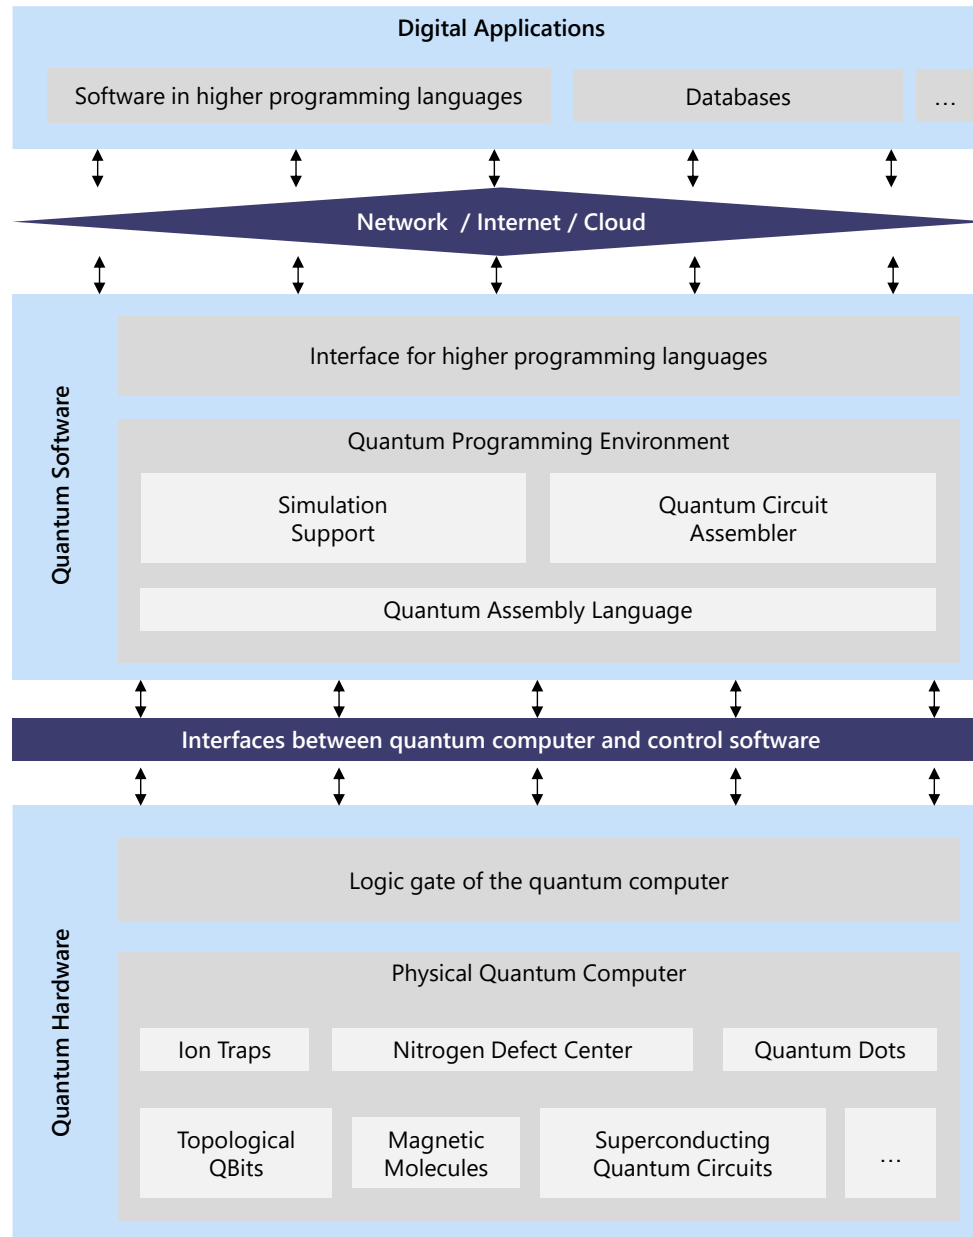 Digital Applications
Software in higher programming languages
Databases
...
Network / Internet / Cloud
Quantum Software
Interface for higher programming languages
Quantum Programming Environment
Simulation
Support
Quantum Circuit
Assembler
Quantum Assembly Language
Interfaces between quantum computer and control software
Quantum Hardware
Logic gate of the quantum computer
Physical Quantum Computer
Ion Traps
Nitrogen Defect Center
Quantum Dots
Topological
QBits
Magnetic
Molecules
Superconducting
Quantum Circuits
...